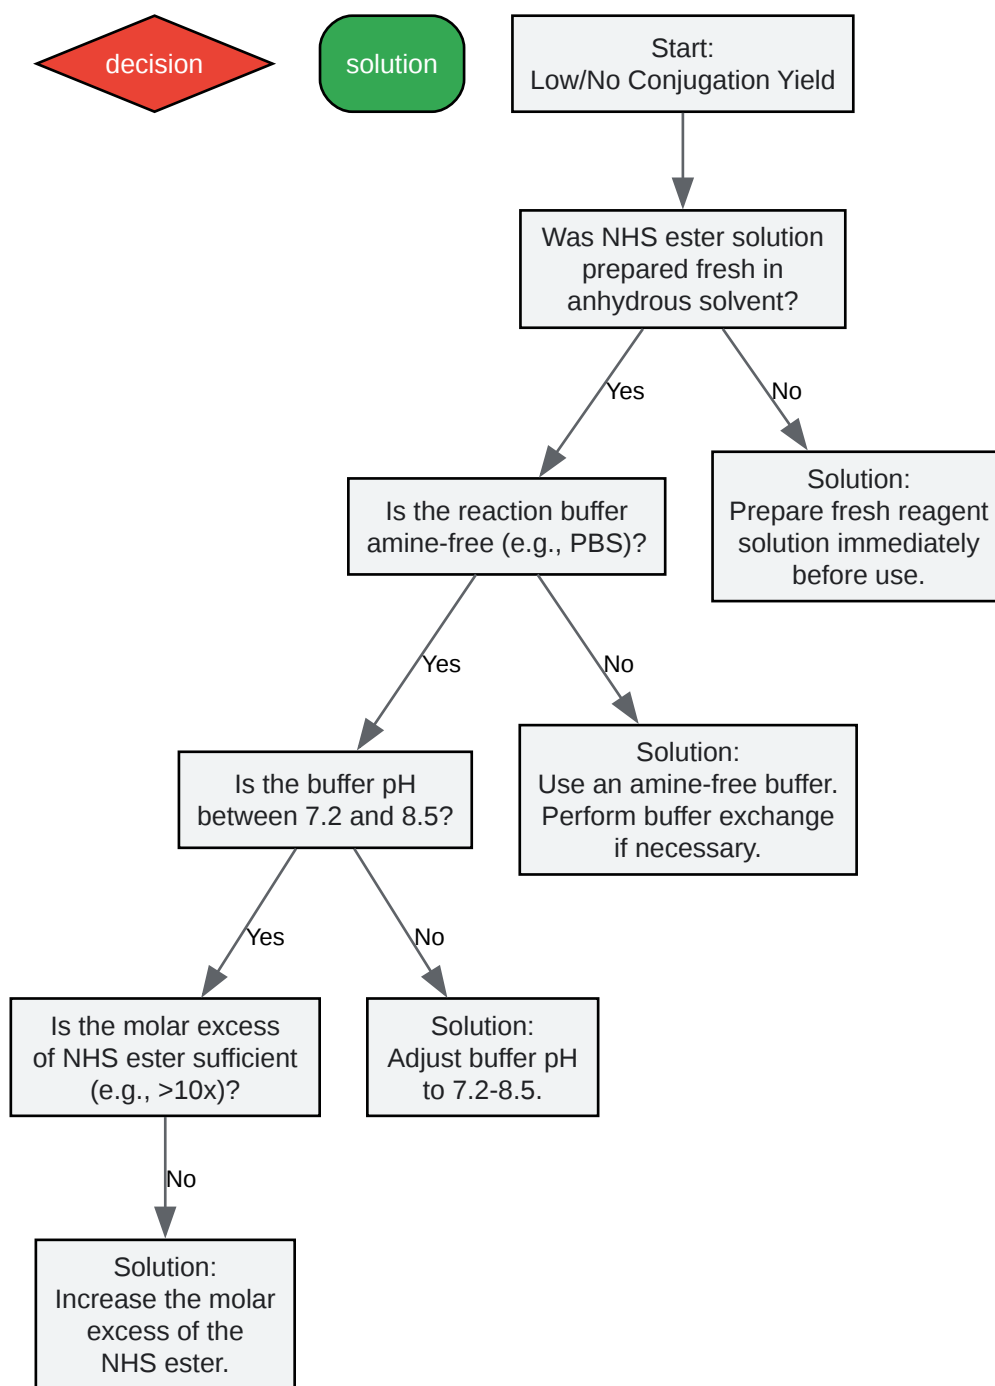 decision
solution
Start:
Low/No Conjugation Yield
Was NHS ester solution
prepared fresh in
anhydrous solvent?
Yes
No
Is the reaction buffer
amine-free (e.g., PBS)?
Solution:
Prepare fresh reagent
solution immediately
before use.
Yes
No
Is the buffer pH
between 7.2 and 8.5?
Solution:
Use an amine-free buffer.
Perform buffer exchange
if necessary.
Yes
No
Is the molar excess
of NHS ester sufficient
(e.g., >10x)?
Solution:
Adjust buffer pH
to 7.2-8.5.
No
Solution:
Increase the molar
excess of the
NHS ester.